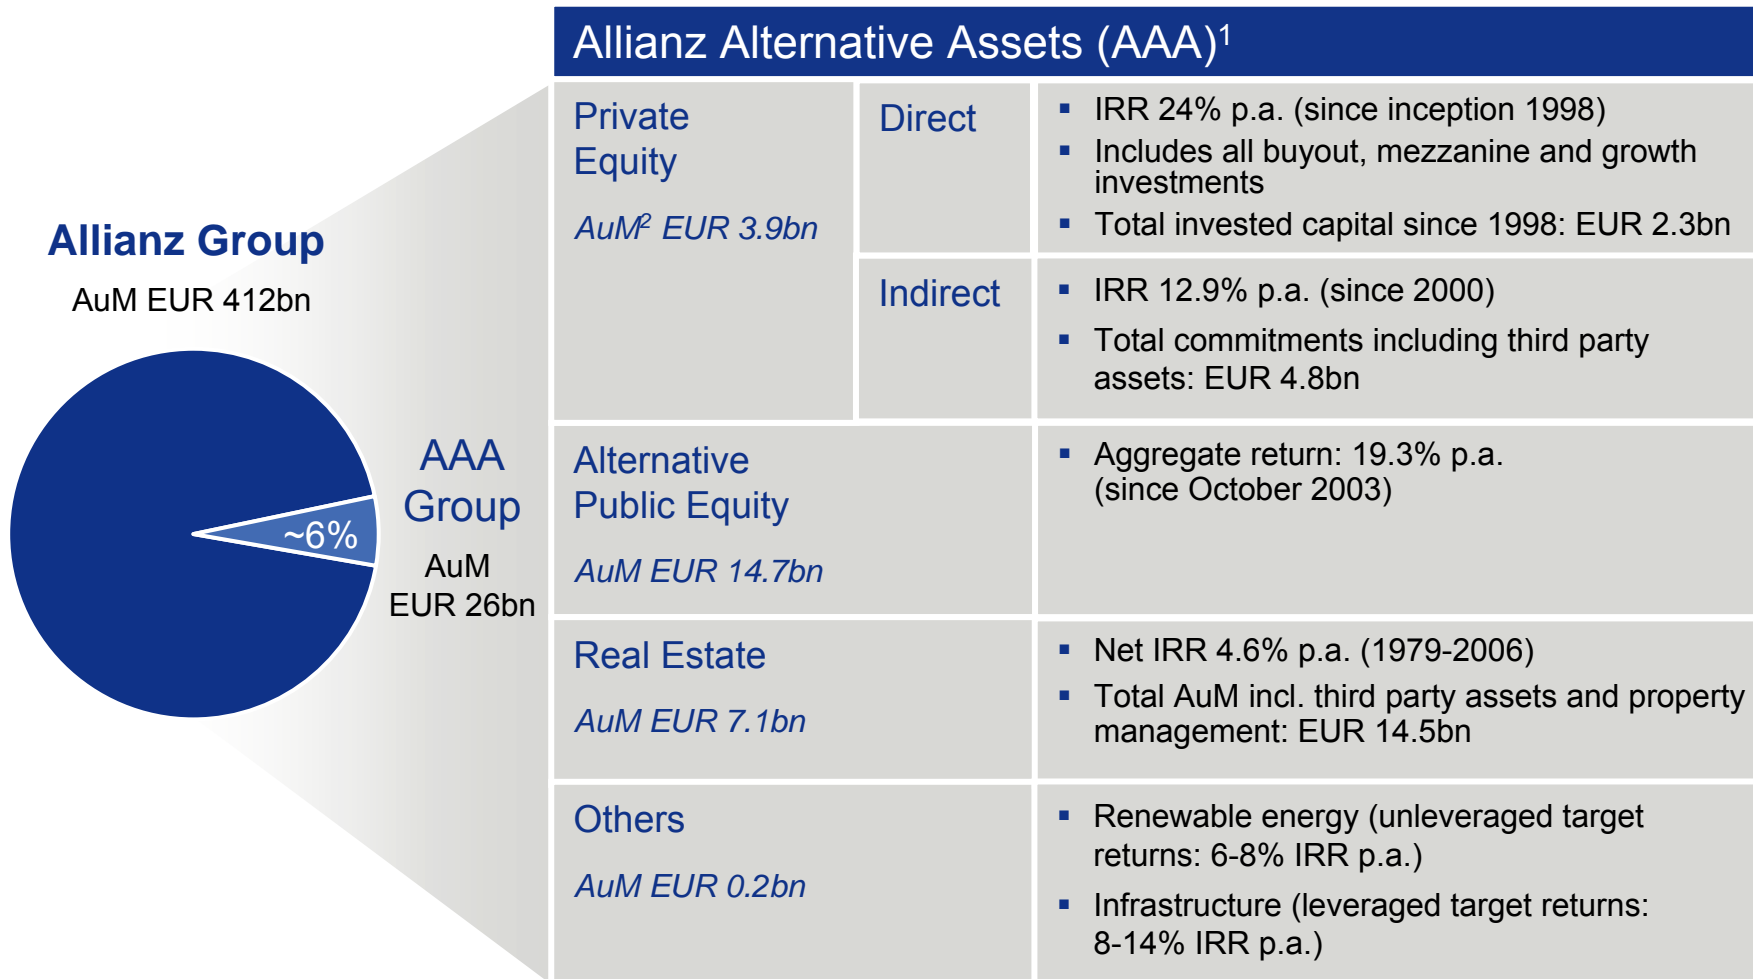 Allianz Alternative Assets (AAA)1
Allianz Group
AuM EUR 412bn
~6%
AAA
Group
AuM
EUR 26bn
Private
Equity
AuM2 EUR 3.9bn
Direct
▪ IRR 24% p.a. (since inception 1998)
▪ Includes all buyout, mezzanine and growth
investments
▪ Total invested capital since 1998: EUR 2.3bn
Indirect
▪ IRR 12.9% p.a. (since 2000)
▪ Total commitments including third party
assets: EUR 4.8bn
Alternative
Public Equity
AuM EUR 14.7bn
▪ Aggregate return: 19.3% p.a.
(since October 2003)
Real Estate
AuM EUR 7.1bn
▪ Net IRR 4.6% p.a. (1979-2006)
▪ Total AuM incl. third party assets and property
management: EUR 14.5bn
Others
AuM EUR 0.2bn
▪ Renewable energy (unleveraged target
returns: 6-8% IRR p.a.)
▪ Infrastructure (leveraged target returns:
8-14% IRR p.a.)